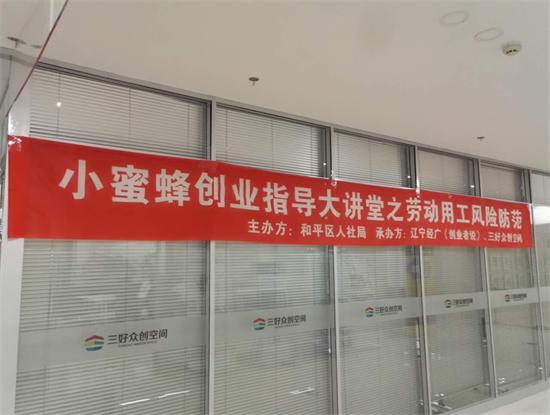 小蜜蜂创业指导大讲堂之劳动用工风险防范
主办方：和平区人社局 承办方：辽宁经广《创业者说》、三好众创空间
三好众创空间
三好众创空间
三好众创空间
三好众创空间
三好众创空间